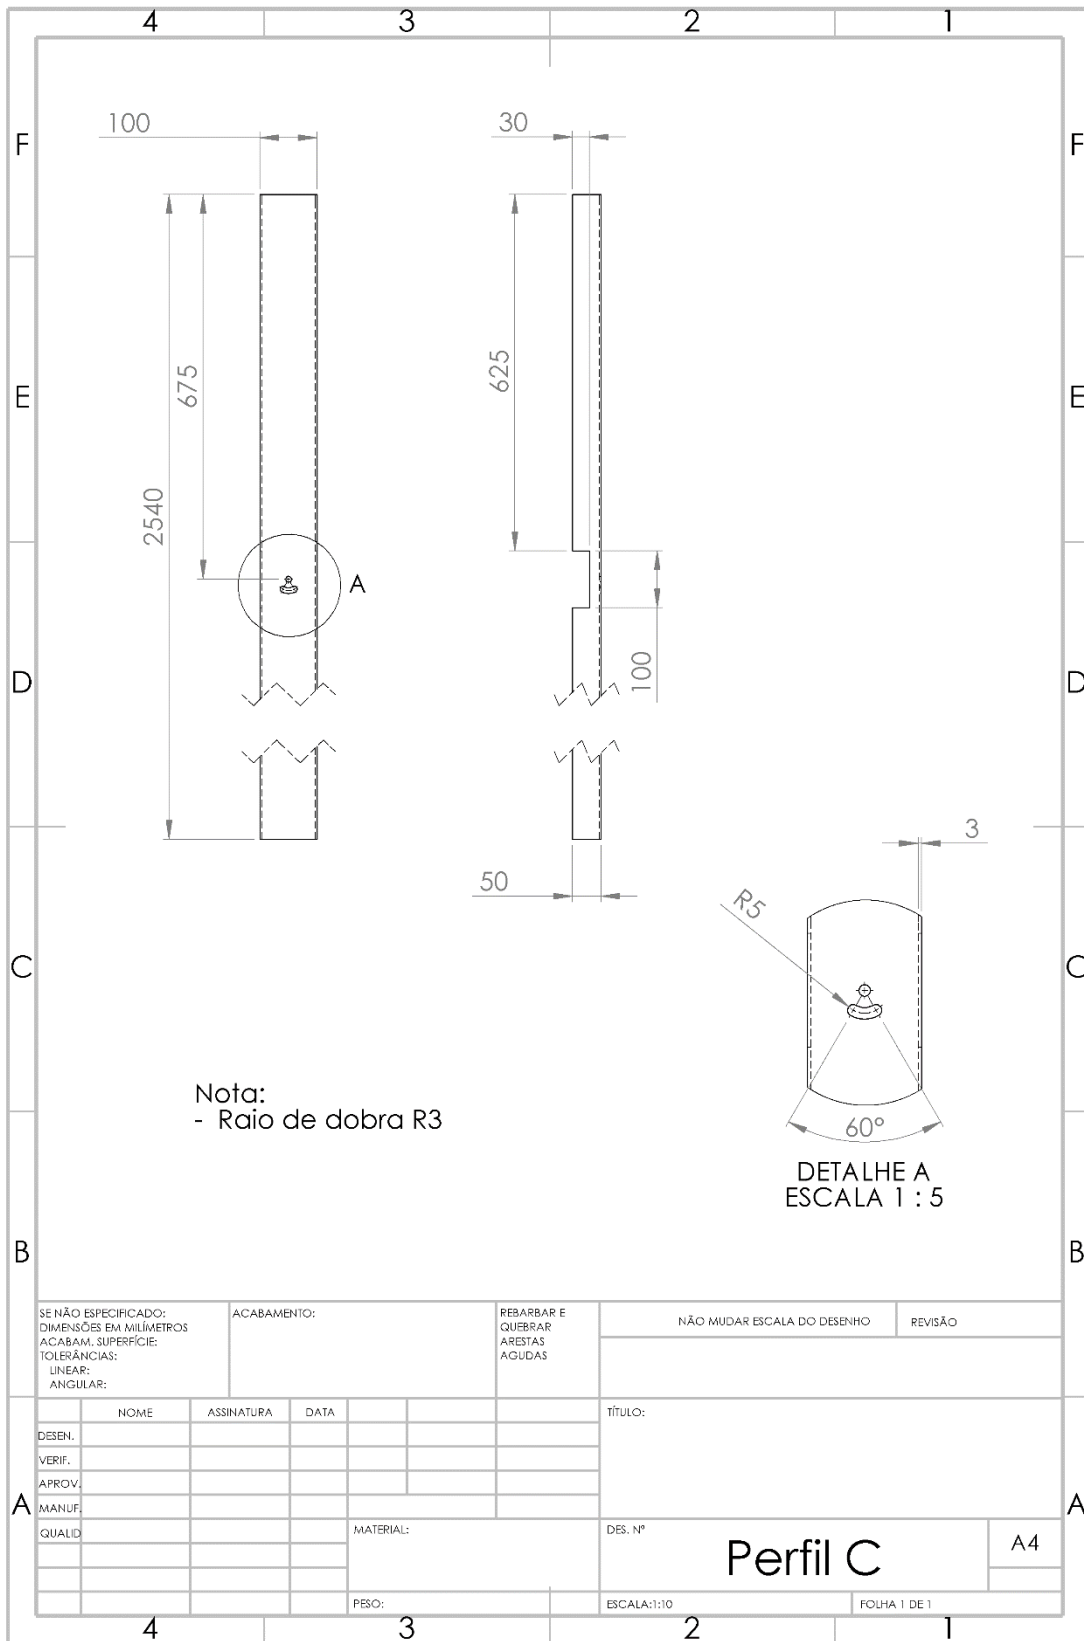 4 3 2 1
F F
100 30
675 625
E E
2540
A
D D
100
50 3
R5
C C
Nota:
- Raio de dobra R3
60°
DETALHE A
ESCALA 1 : 5
B B
SE NÃO ESPECIFICADO:
DIMENSÕES EM MILÍMETROS
ACABAM. SUPERFÍCIE:
TOLERÂNCIAS:
LINEAR:
ANGULAR:
ACABAMENTO:
REBARBAR E
QUEBRAR
ARESTAS
AGUDAS
NÃO MUDAR ESCALA DO DESENHO
REVISÃO
NOME ASSINATURA DATA
TÍTULO:
DESEN.
VERIF.
APROV.
A A
MANUF.
QUALID
MATERIAL:
DES. Nº
Perfil C
A4
PESO:
ESCALA:1:10
FOLHA 1 DE 1
4 3 2 1